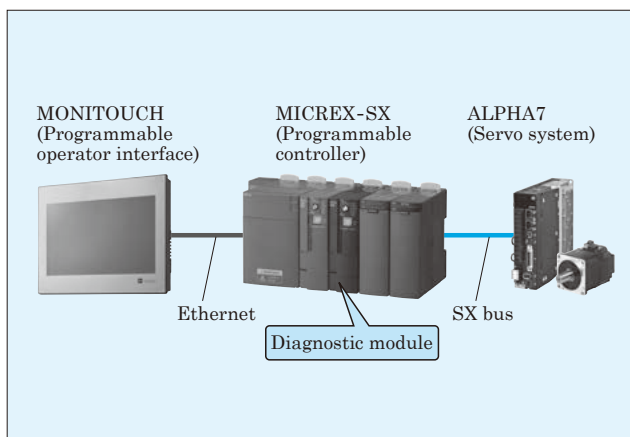 MONITOUCH
(Programmable
operator interface)
MICREX-SX
(Programmable
controller)
ALPHA7
(Servo system)
Ethernet
SX bus
Diagnostic module